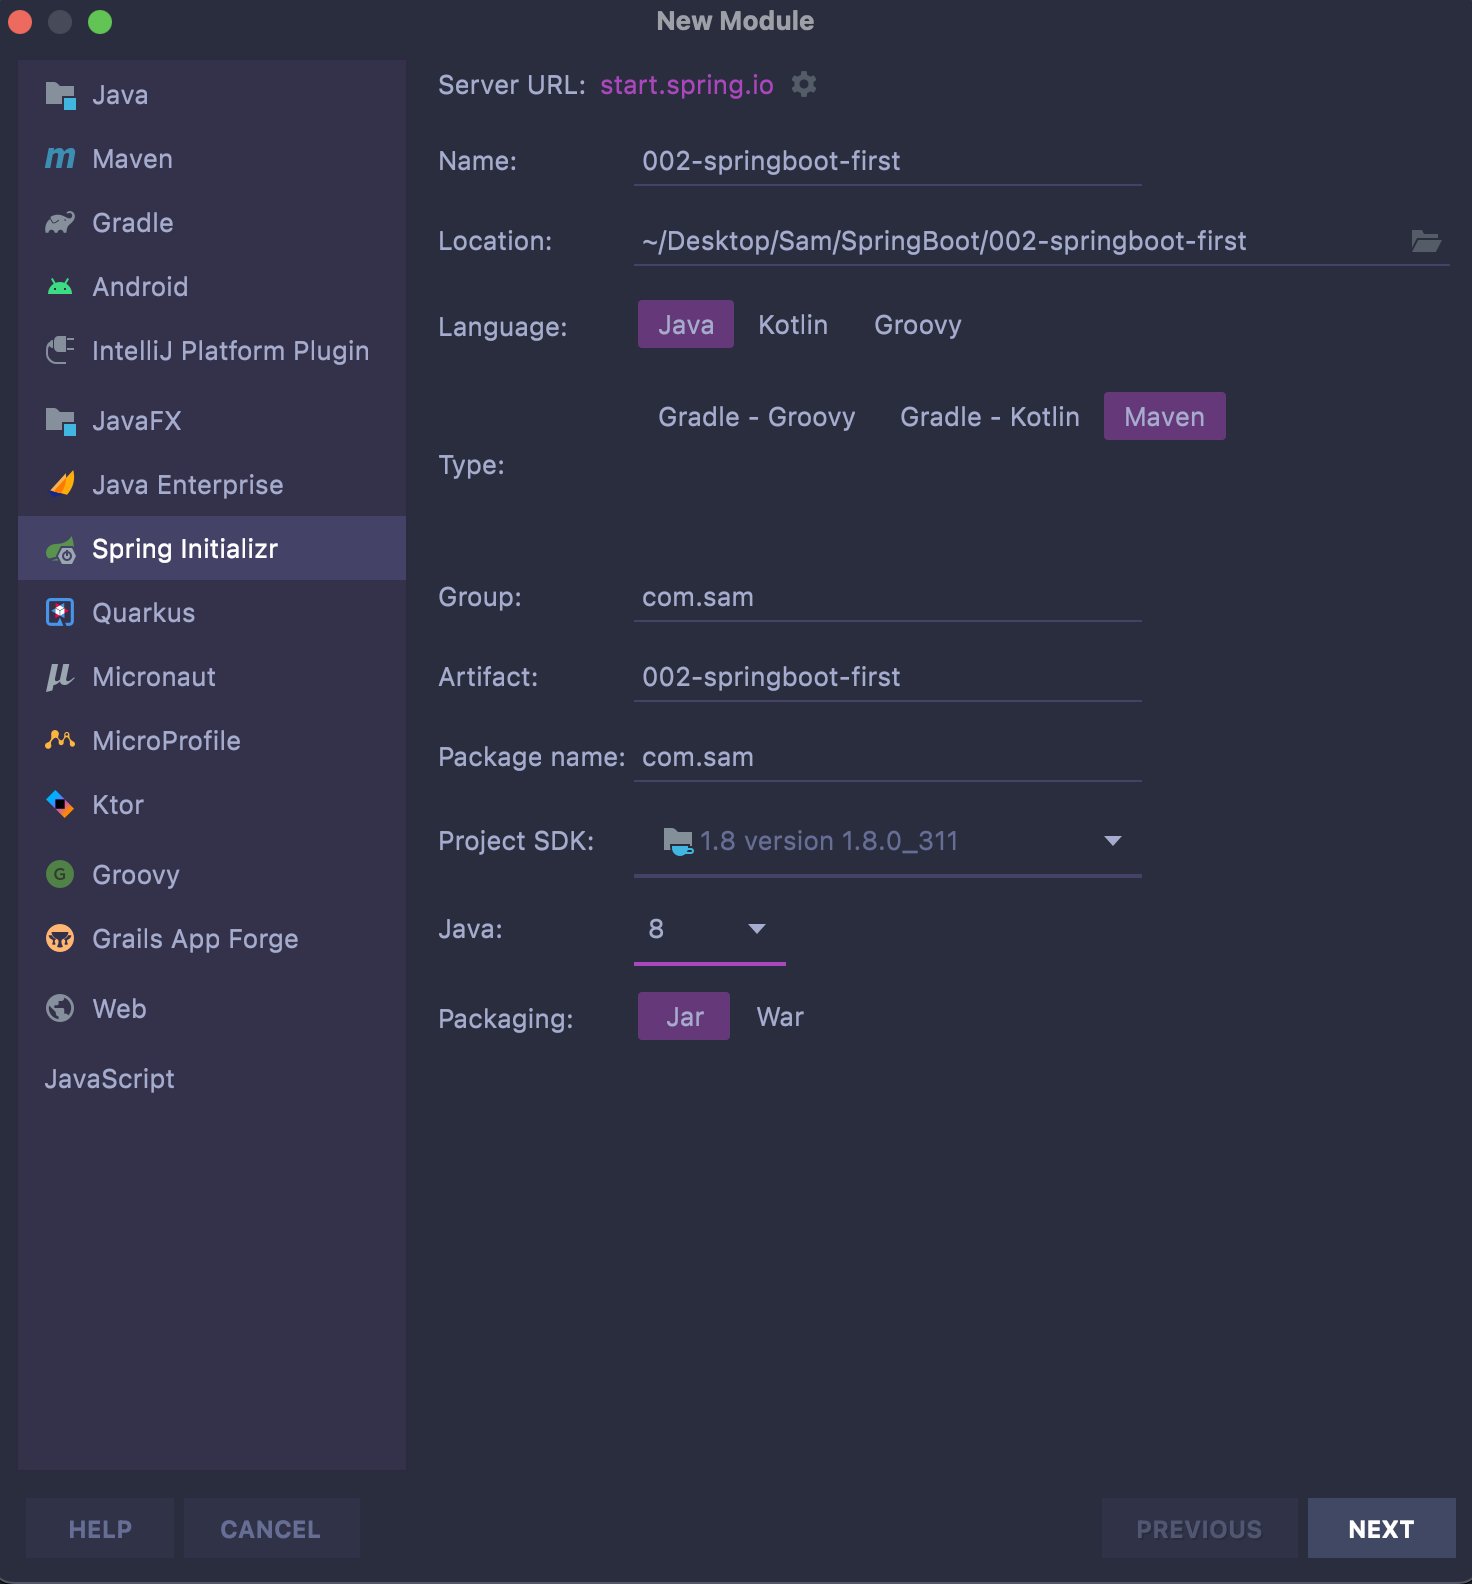 New Module
Java
Maven
Gradle
Android
IntelliJ Platform Plugin
JavaFX
Java Enterprise
Spring Initializr
Quarkus
Micronaut
MicroProfile
Ktor
Groovy
Grails App Forge
Web
JavaScript
Server URL: start.spring.io
Name: 002-springboot-first
Location: ~/Desktop/Sam/SpringBoot/002-springboot-first
Language: Java Kotlin Groovy
Gradle - Groovy Gradle - Kotlin Maven
Type:
Group: com.sam
Artifact: 002-springboot-first
Package name: com.sam
Project SDK: 1.8 version 1.8.0_311
Java: 8
Packaging: Jar War
HELP CANCEL PREVIOUS NEXT